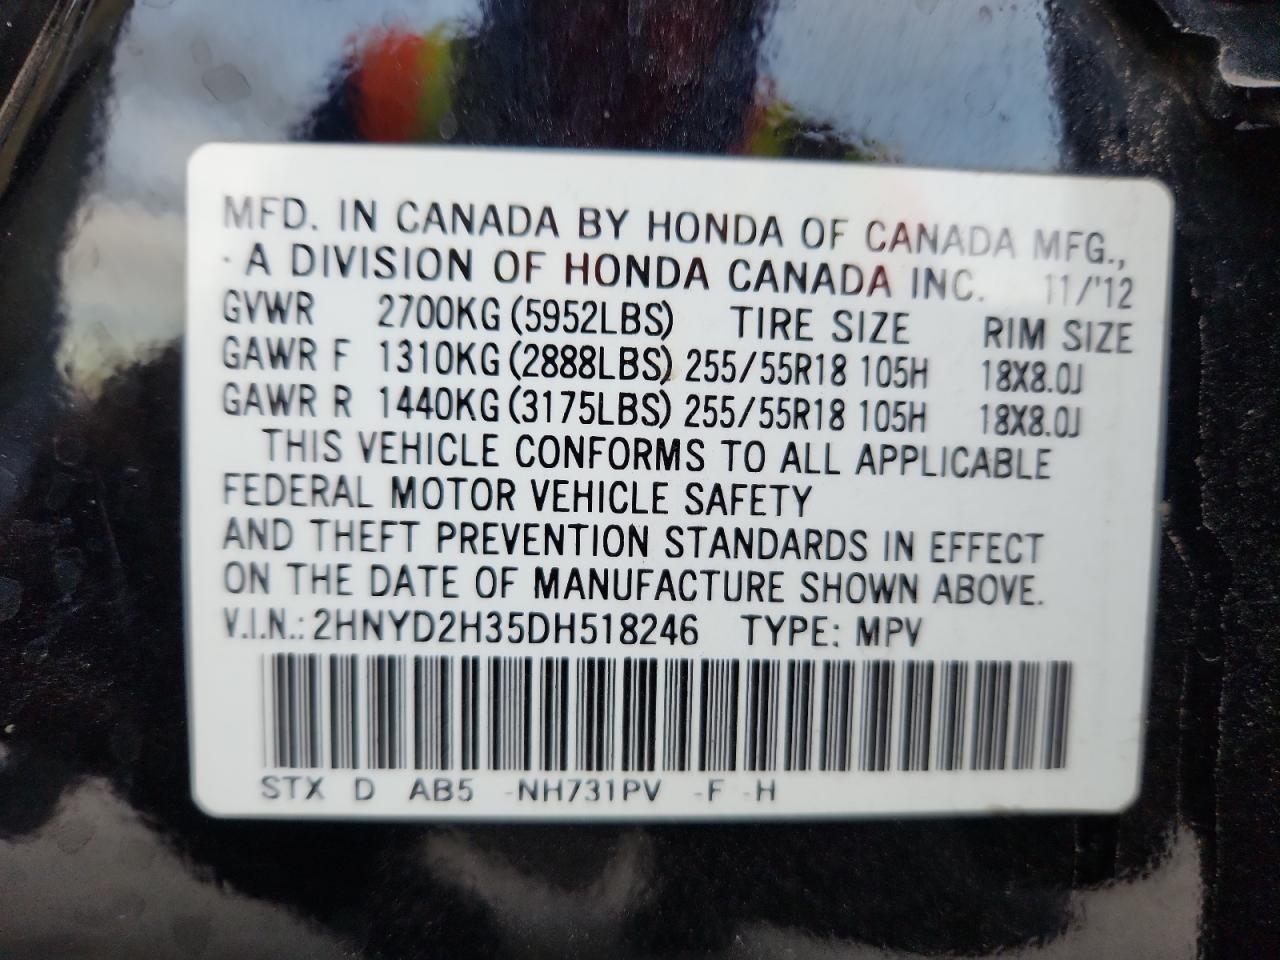 MFD. IN CANADA BY HONDA OF CANADA MFG.,
A DIVISION OF HONDA CANADA INC. 11/'12
GVWR 2700KG (5952LBS) TIRE SIZE RIM SIZE
GAWR F 1310KG (2888LBS) 255/55R18 105H 18X8.0J
GAWR R 1440KG (3175LBS) 255/55R18 105H 18X8.0J
THIS VEHICLE CONFORMS TO ALL APPLICABLE
FEDERAL MOTOR VEHICLE SAFETY
AND THEFT PREVENTION STANDARDS IN EFFECT
ON THE DATE OF MANUFACTURE SHOWN ABOVE.
V.I.N.: 2HNYD2H35DH518246 TYPE: MPV
STX D AB5 -NH731PV -F -H